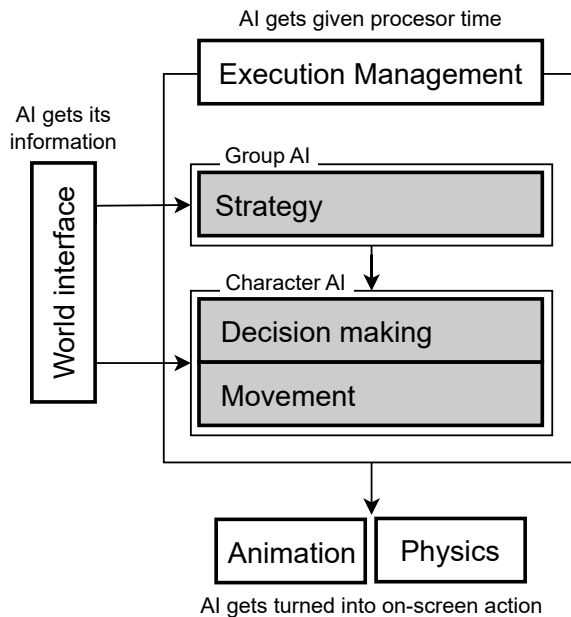 AI gets given procesor time
Execution Management
AI gets its
information
World interface
Group AI
Strategy
Character AI
Decision making
Movement
Animation
Physics
AI gets turned into on-screen action